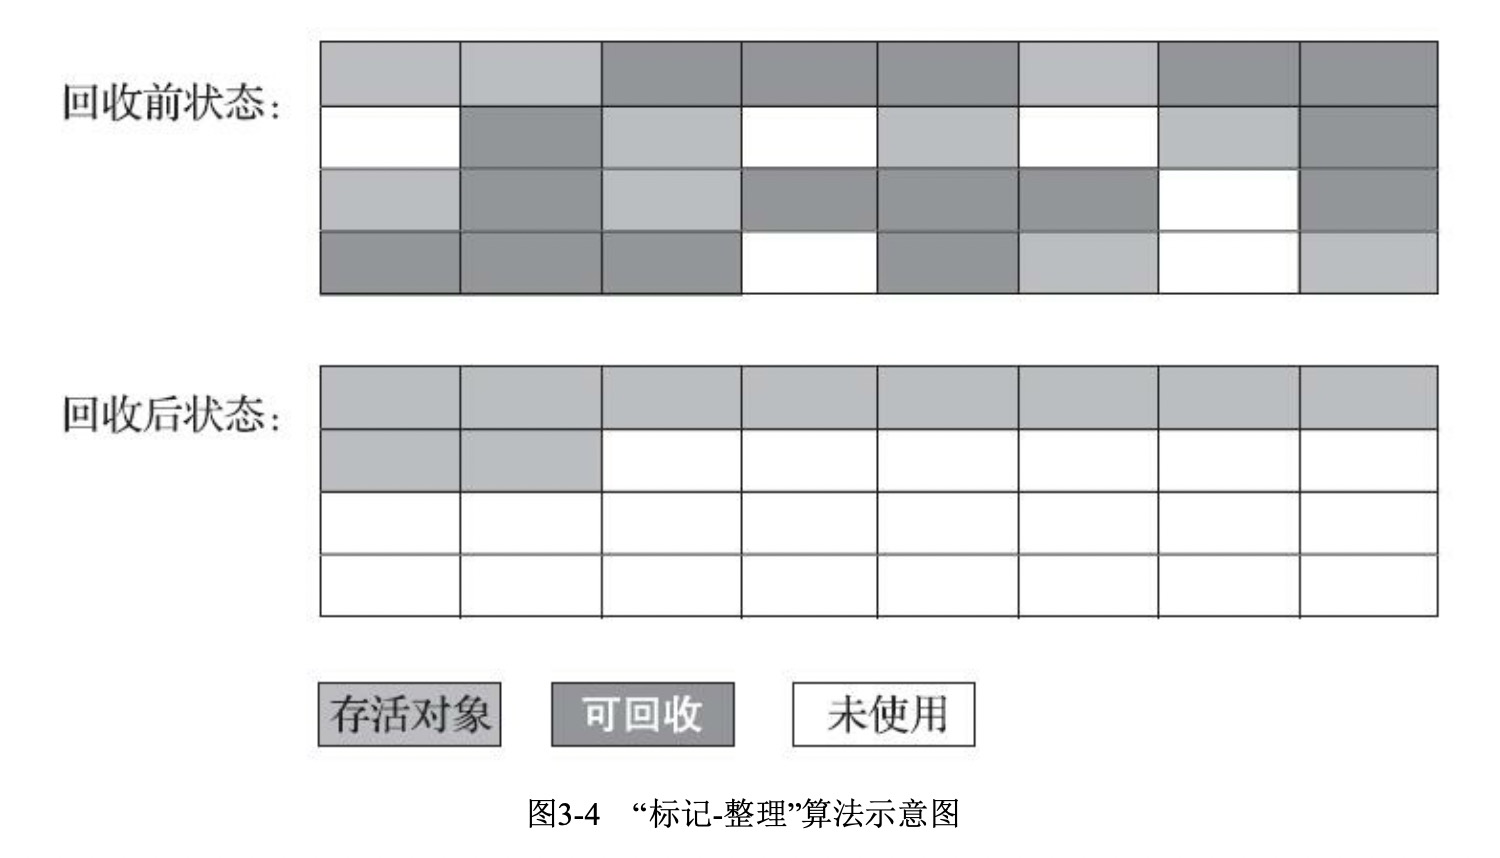 回收前状态：
回收后状态：
存活对象 可回收 未使用
图3-4 “标记-整理”算法示意图